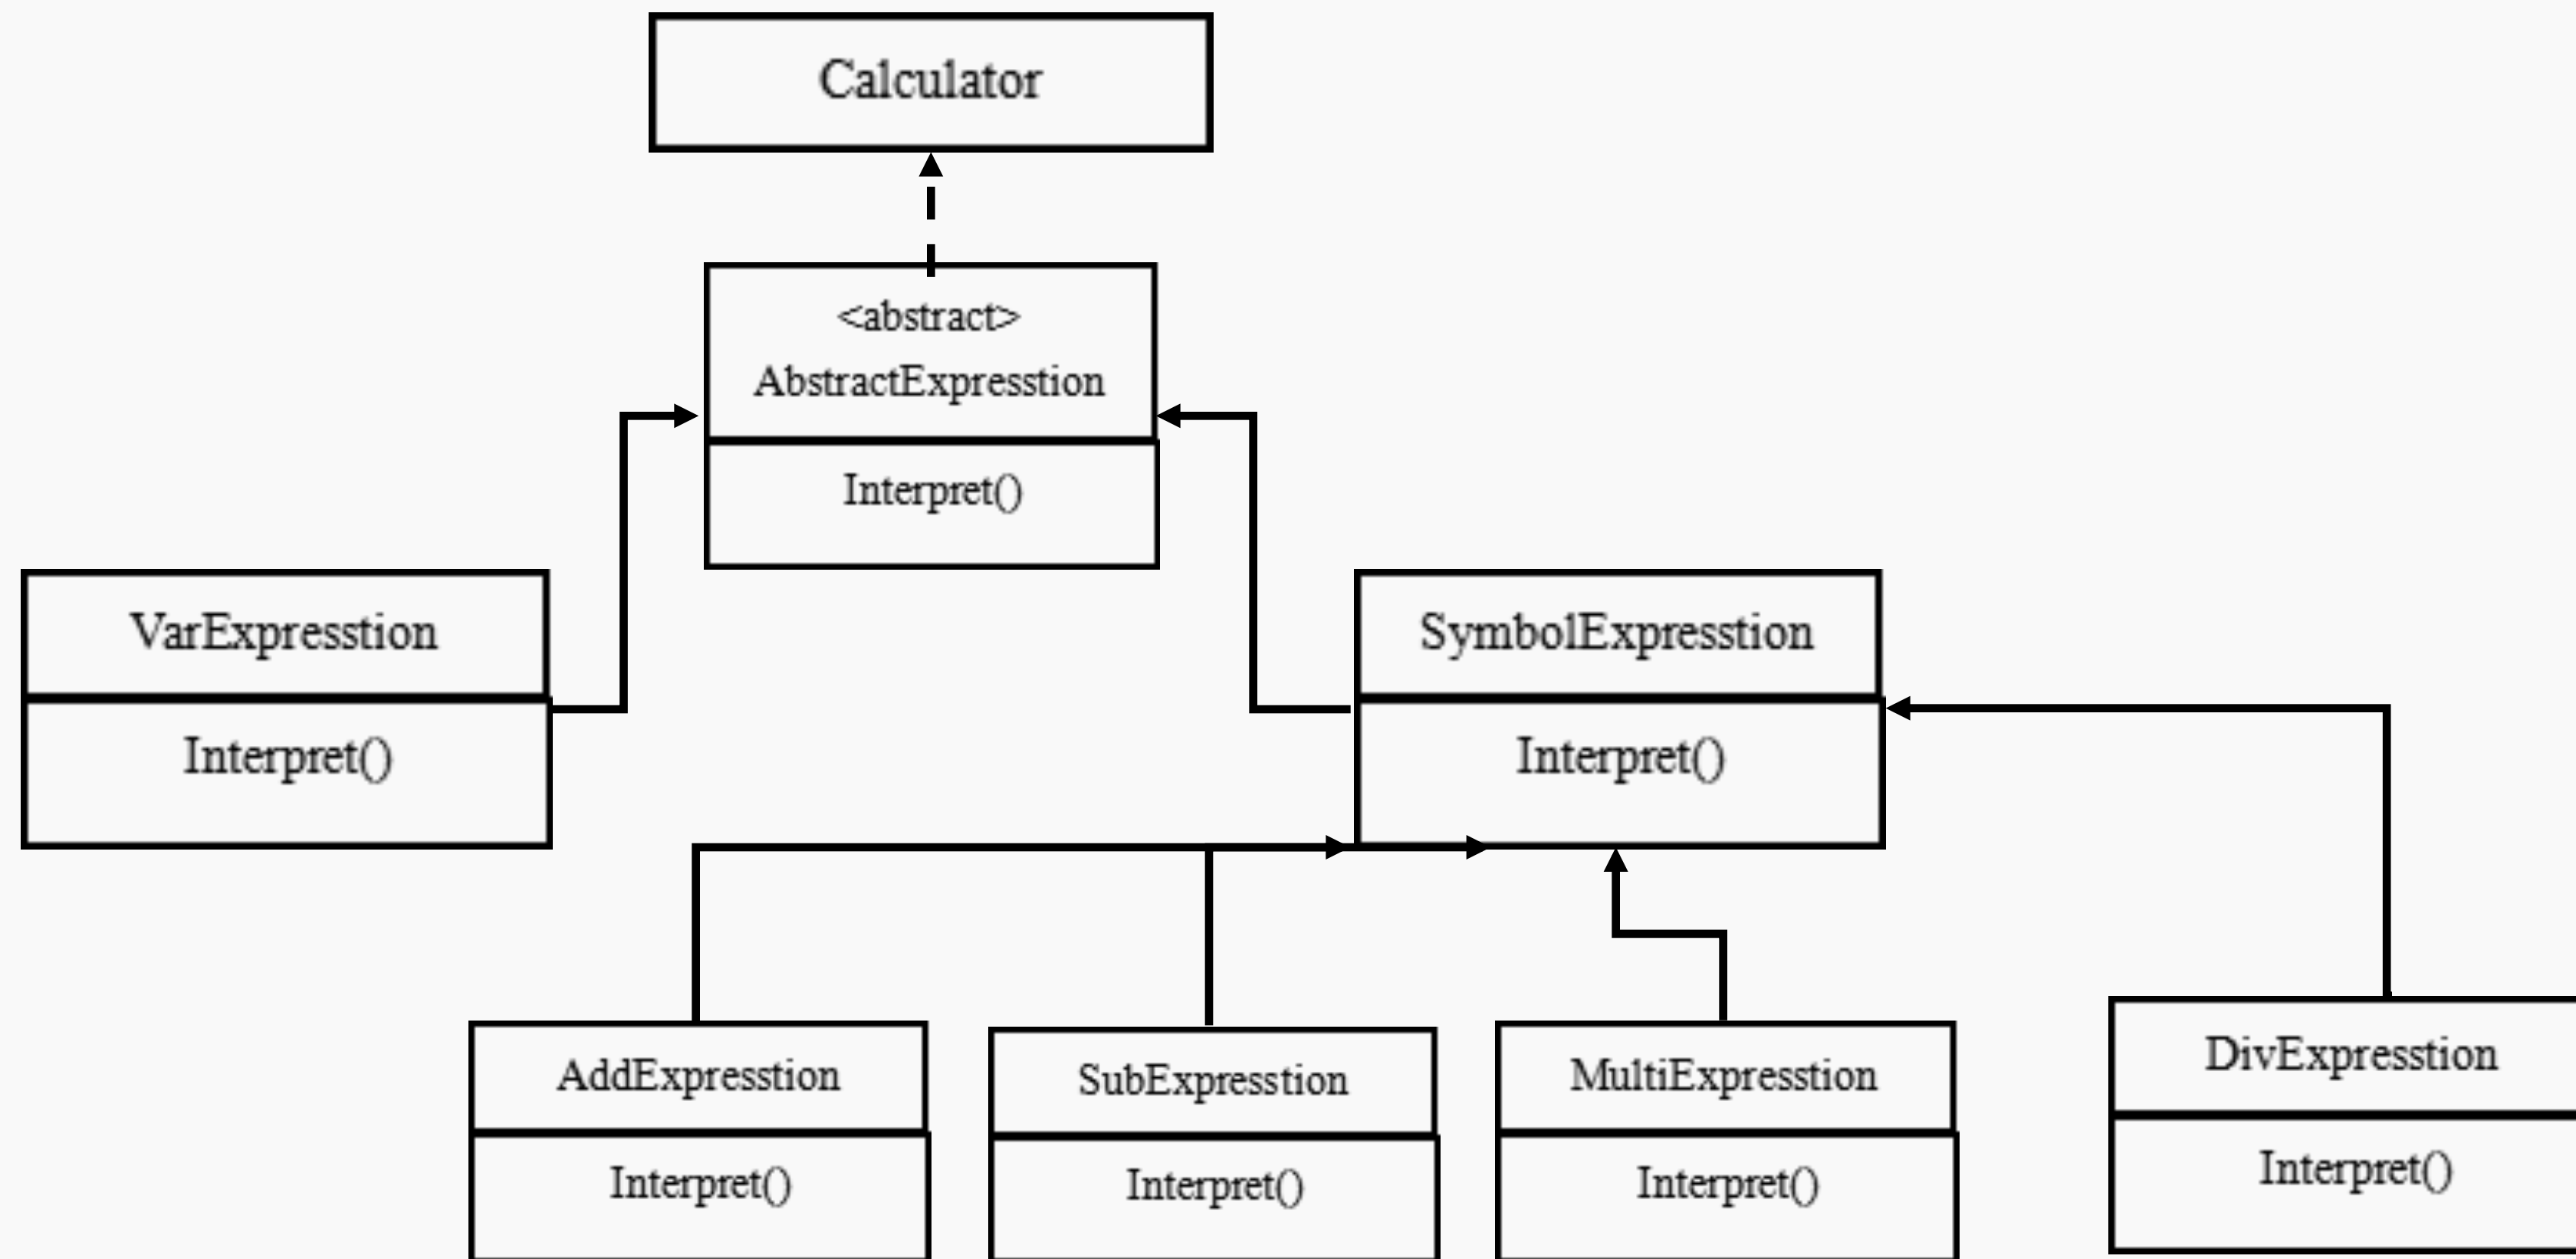 Calculator
<abstract>
AbstractExpresstion
Interpret()
VarExpresstion
Interpret()
SymbolExpresstion
Interpret()
AddExpresstion
Interpret()
SubExpresstion
Interpret()
MultiExpresstion
Interpret()
DivExpresstion
Interpret()